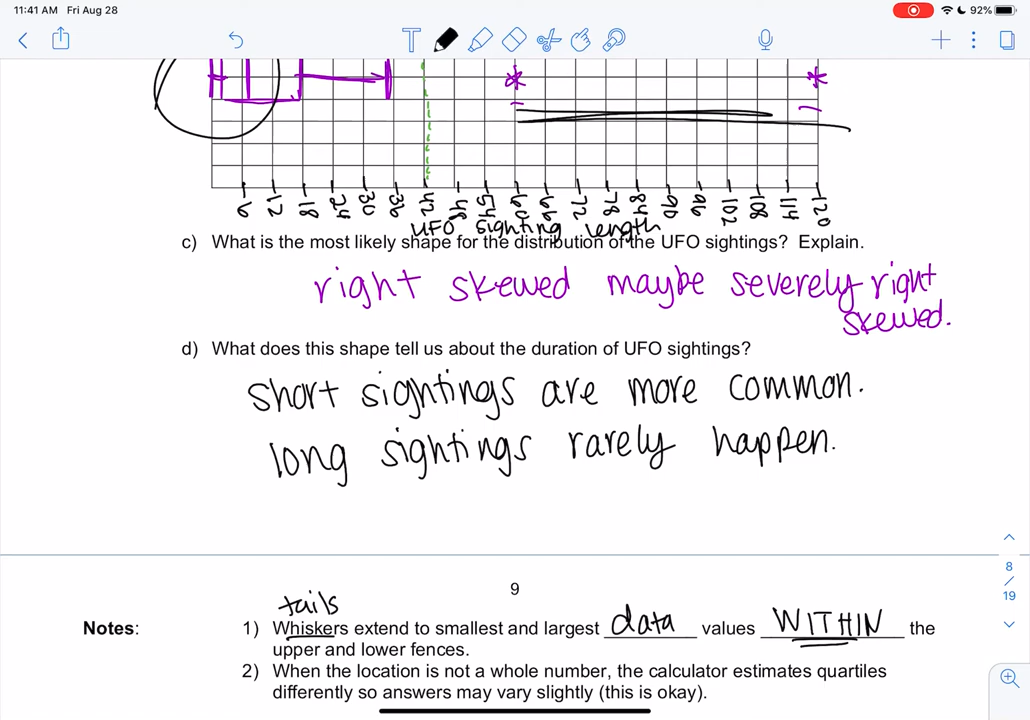 11:41 AM Fri Aug 28
92%
6 12 18 24 30 36 42 48 54 60 66 72 78 84 90 96 102 108 114 120
UFO sighting length
c) What is the most likely shape for the distribution of the UFO sightings? Explain.
right skewed maybe severely right
skewed.
d) What does this shape tell us about the duration of UFO sightings?
short sightings are more common.
long sightings rarely happen.
8
/
19
9
tails
Notes: 1) Whiskers extend to smallest and largest data values WITHIN the
upper and lower fences.
2) When the location is not a whole number, the calculator estimates quartiles
differently so answers may vary slightly (this is okay).